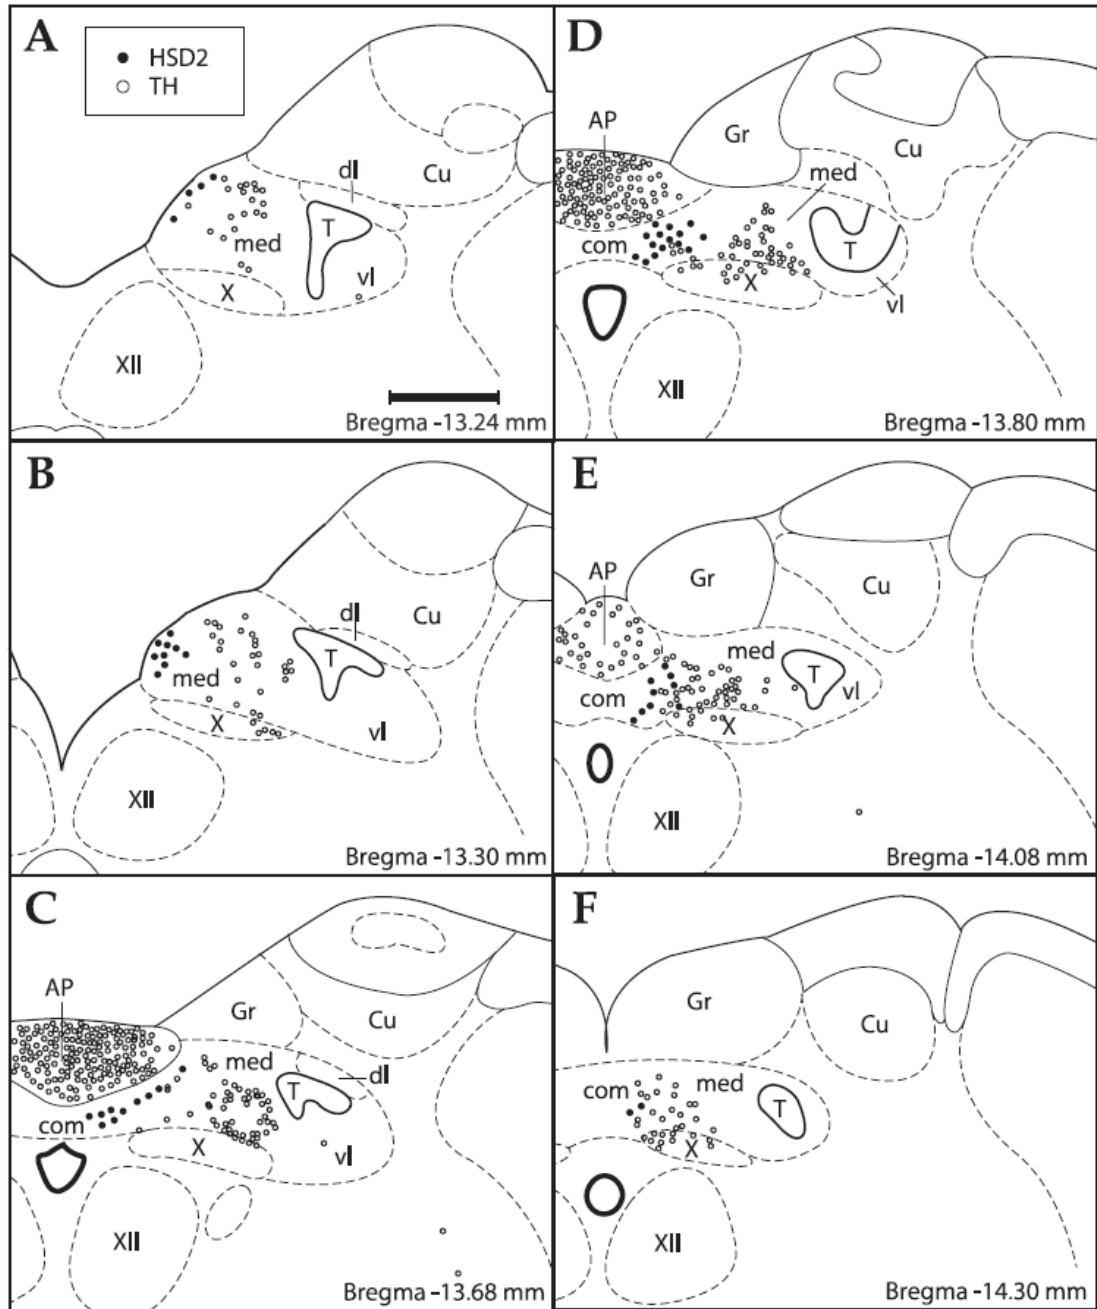 A
HSD2
TH
dl
Cu
T
med
vl
X
XII
Bregma -13.24 mm
B
dl
Cu
T
med
X
vl
XII
Bregma -13.30 mm
C
AP
Gr
Cu
med
dl
T
com
X
vl
XII
Bregma -13.68 mm
D
AP
Gr
Cu
med
com
T
X
vl
XII
Bregma -13.80 mm
E
AP
Gr
Cu
med
T
vl
com
X
XII
Bregma -14.08 mm
F
Gr
Cu
com
med
T
X
XII
Bregma -14.30 mm